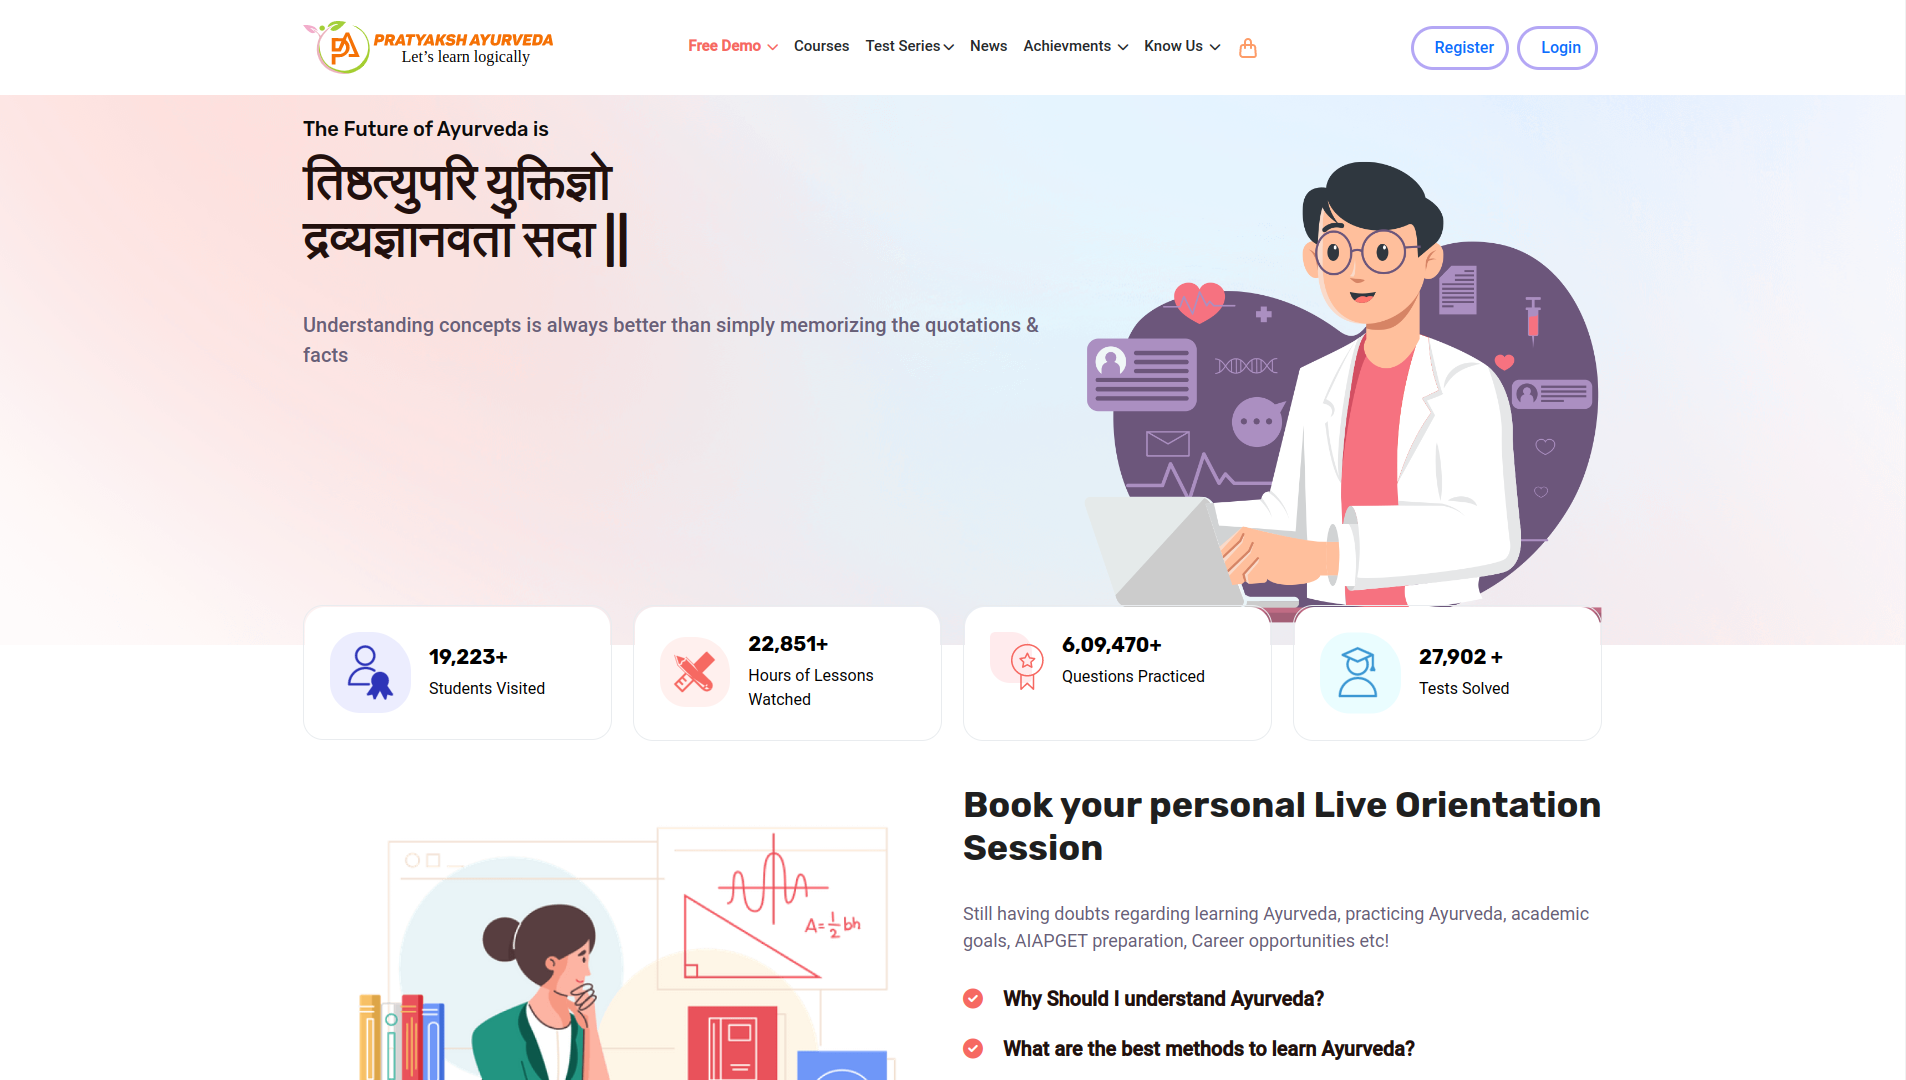 PRATYAKSH AYURVEDA
Let's learn logically
Free Demo
Courses
Test Series
News
Achievments
Know Us
Register
Login
The Future of Ayurveda is
तिष्ठत्युपरि युक्तिज्ञो
द्रव्यज्ञानवतां सदा ||
Understanding concepts is always better than simply memorizing the quotations &
facts
19,223+
Students Visited
22,851+
Hours of Lessons
Watched
6,09,470+
Questions Practiced
27,902 +
Tests Solved
Book your personal Live Orientation
Session
Still having doubts regarding learning Ayurveda, practicing Ayurveda, academic
goals, AIAPGET preparation, Career opportunities etc!
A=1/2 bh
Why Should I understand Ayurveda?
What are the best methods to learn Ayurveda?